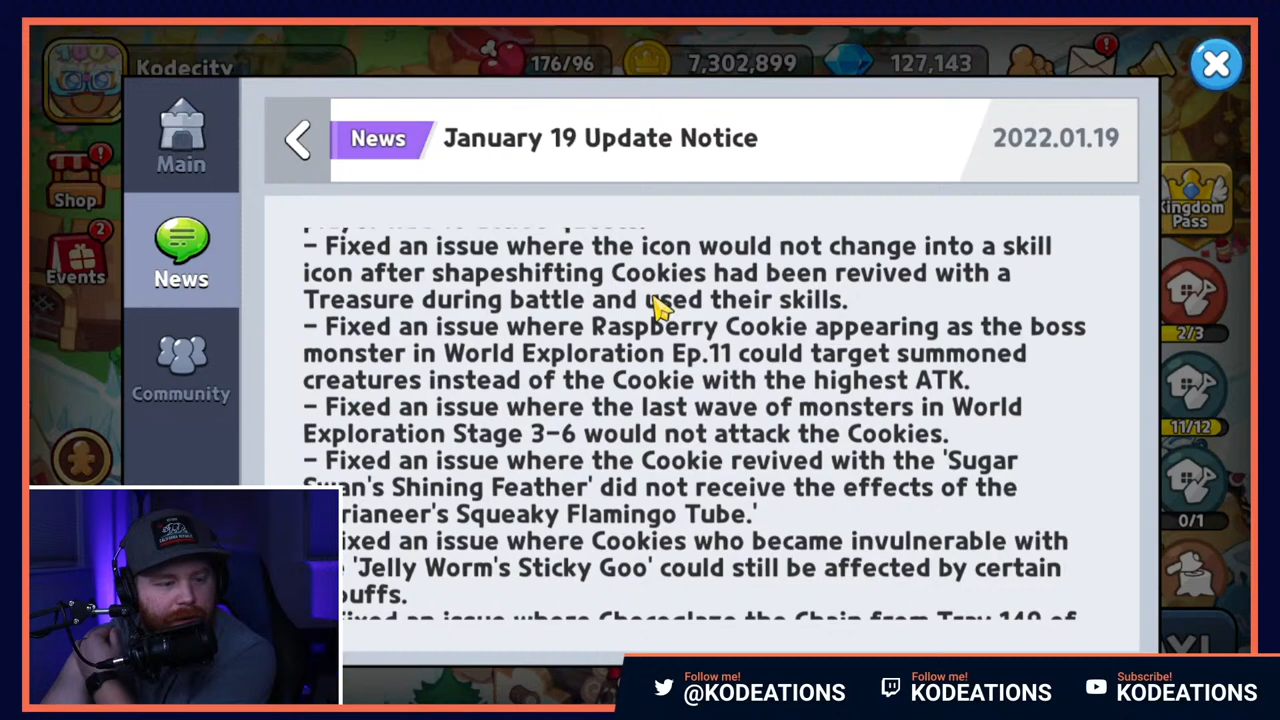 Kodecity
176/96
7,302,899
127,143
Main
News
January 19 Update Notice
2022.01.19
Shop
Kingdom
Pass
2
Events
News
- Fixed an issue where the icon would not change into a skill
icon after shapeshifting Cookies had been revived with a
Treasure during battle and used their skills.
- Fixed an issue where Raspberry Cookie appearing as the boss
monster in World Exploration Ep.11 could target summoned
creatures instead of the Cookie with the highest ATK.
- Fixed an issue where the last wave of monsters in World
Exploration Stage 3-6 would not attack the Cookies.
- Fixed an issue where the Cookie revived with the 'Sugar
Shining Feather' did not receive the effects of the
Squeaky Flamingo Tube.'
an issue where Cookies who became invulnerable with
'Jelly Worm's Sticky Goo' could still be affected by certain
2/3
11/12
0/1
Community
Follow me!
@KODEATIONS
Follow me!
KODEATIONS
Subscribe!
KODEATIONS